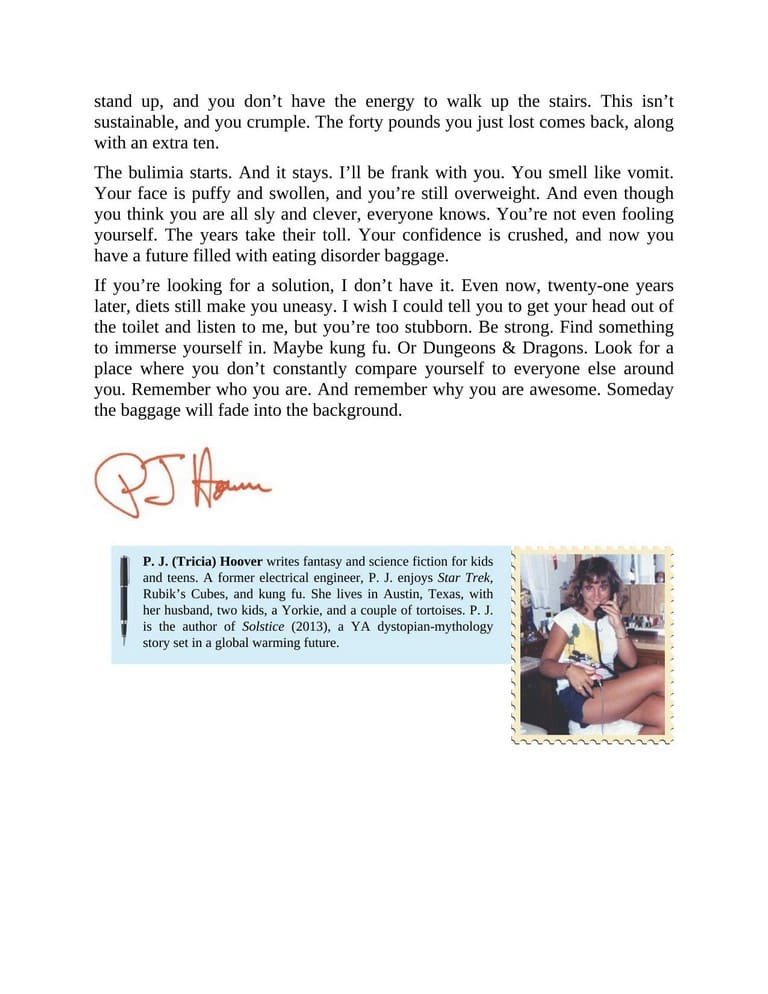 stand up, and you don’t have the energy to walk up the stairs. This isn’t
sustainable, and you crumple. The forty pounds you just lost comes back, along
with an extra ten.
The bulimia starts. And it stays. I’ll be frank with you. You smell like vomit.
Your face is puffy and swollen, and you’re still overweight. And even though
you think you are all sly and clever, everyone knows. You’re not even fooling
yourself. The years take their toll. Your confidence is crushed, and now you
have a future filled with eating disorder baggage.
If you’re looking for a solution, I don’t have it. Even now, twenty-one years
later, diets still make you uneasy. I wish I could tell you to get your head out of
the toilet and listen to me, but you’re too stubborn. Be strong. Find something
to immerse yourself in. Maybe kung fu. Or Dungeons & Dragons. Look for a
place where you don’t constantly compare yourself to everyone else around
you. Remember who you are. And remember why you are awesome. Someday
the baggage will fade into the background.
PJ Hoover
P. J. (Tricia) Hoover writes fantasy and science fiction for kids
and teens. A former electrical engineer, P. J. enjoys Star Trek,
Rubik’s Cubes, and kung fu. She lives in Austin, Texas, with
her husband, two kids, a Yorkie, and a couple of tortoises. P. J.
is the author of Solstice (2013), a YA dystopian-mythology
story set in a global warming future.